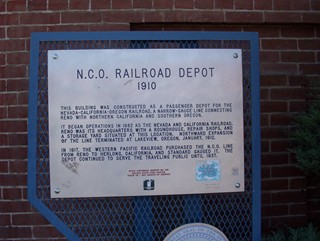 N.C.O. RAILROAD DEPOT
1910
THIS BUILDING WAS CONSTRUCTED AS A PASSENGER DEPOT FOR THE
NEVADA-CALIFORNIA-OREGON RAILROAD, A NARROW-GAUGE LINE CONNECTING
RENO WITH NORTHERN CALIFORNIA AND SOUTHERN OREGON.
IT BEGAN OPERATIONS IN 1882 AS THE NEVADA AND CALIFORNIA RAILROAD.
RENO WAS ITS HEADQUARTERS WITH A ROUNDHOUSE, REPAIR SHOPS, AND
A STORAGE YARD SITUATED AT THIS LOCATION. NORTHWARD EXPANSION
OF THE LINE TERMINATED AT LAKEVIEW, OREGON, JANUARY, 1912.
IN 1917, THE WESTERN PACIFIC RAILROAD PURCHASED THE N.C.O. LINE
FROM RENO TO HERLONG, CALIFORNIA, AND STANDARD GAUGED IT. THE
DEPOT CONTINUED TO SERVE THE TRAVELING PUBLIC UNTIL 1937.